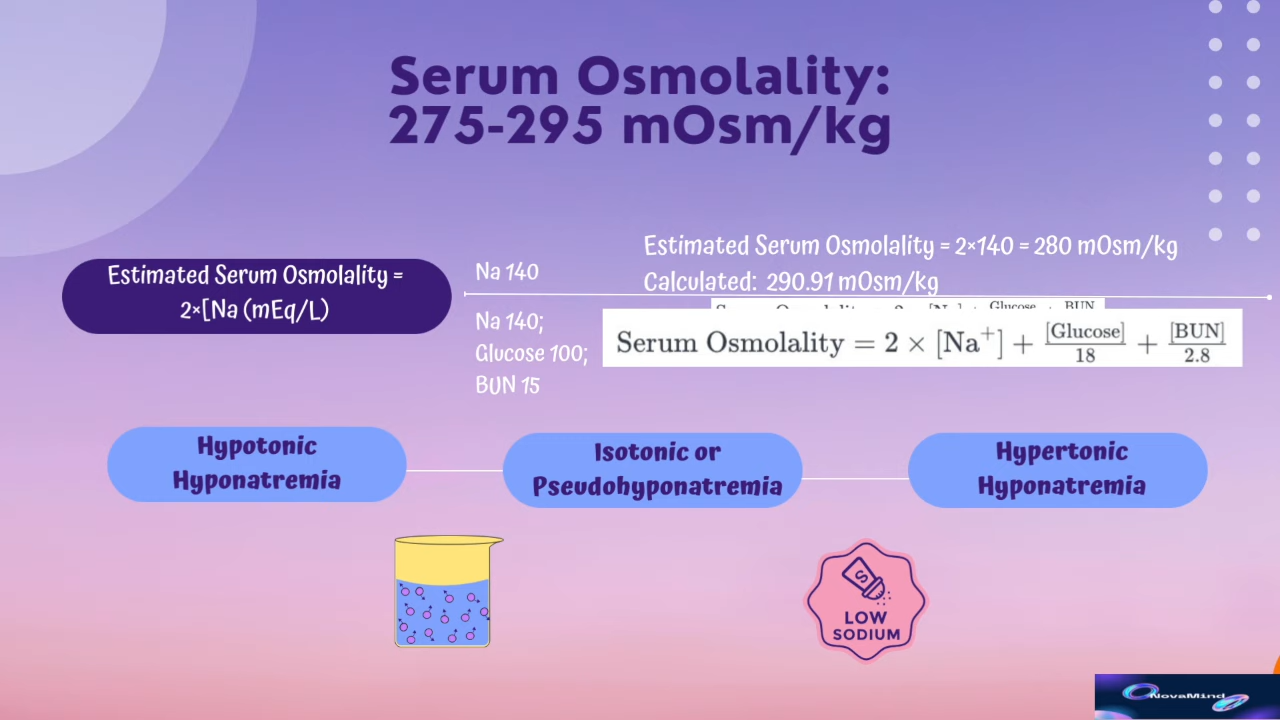 Serum Osmolality:
275-295 mOsm/kg
Estimated Serum Osmolality =
2×[Na (mEq/L)
Na 140
Estimated Serum Osmolality = 2×140 = 280 mOsm/kg
Calculated: 290.91 mOsm/kg
Na 140;
Glucose 100;
BUN 15
Serum Osmolality = 2 × [Na⁺] + [Glucose]/18 + [BUN]/2.8
Hypotonic
Hyponatremia
Isotonic or
Pseudohyponatremia
Hypertonic
Hyponatremia
S
LOW
SODIUM
NovaMind